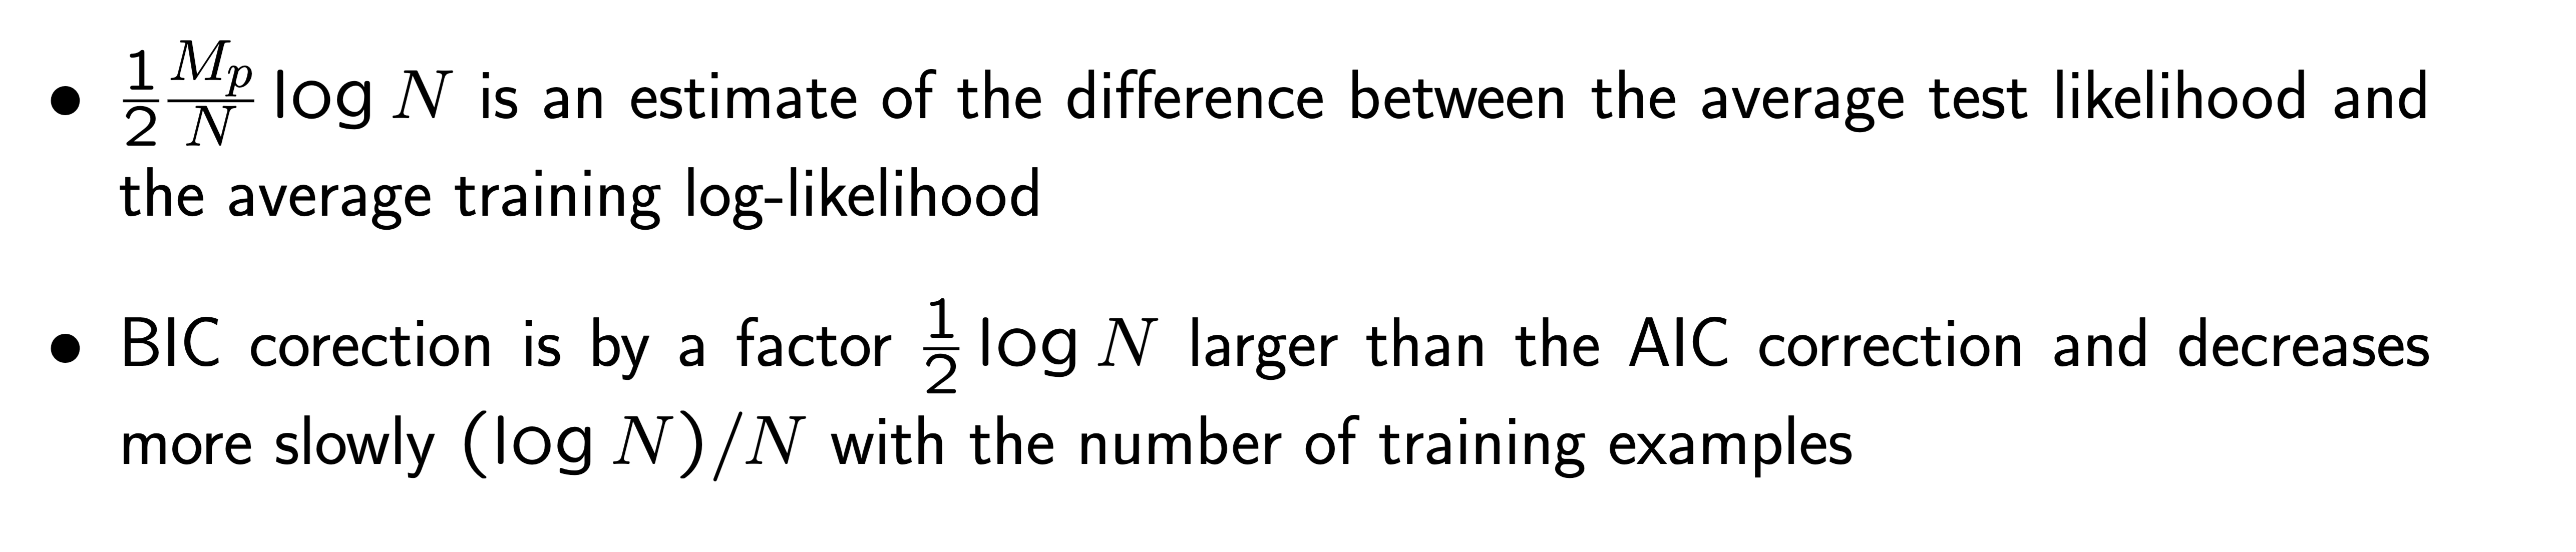 • $\frac{1}{2}\frac{M_p}{N} \log N$ is an estimate of the difference between the average test likelihood and
the average training log-likelihood
• BIC corection is by a factor $\frac{1}{2} \log N$ larger than the AIC correction and decreases
more slowly $(\log N)/N$ with the number of training examples